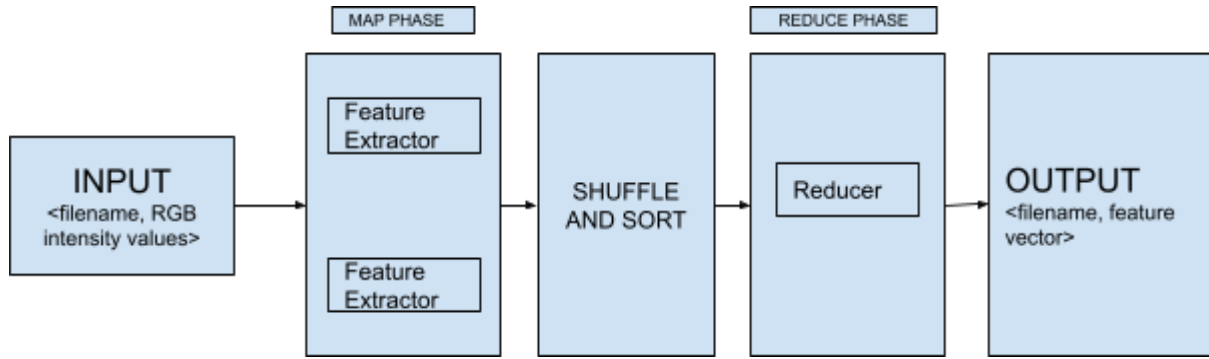 MAP PHASE
REDUCE PHASE
INPUT
<filename, RGB
intensity values>
Feature
Extractor
Feature
Extractor
SHUFFLE
AND SORT
Reducer
OUTPUT
<filename, feature
vector>